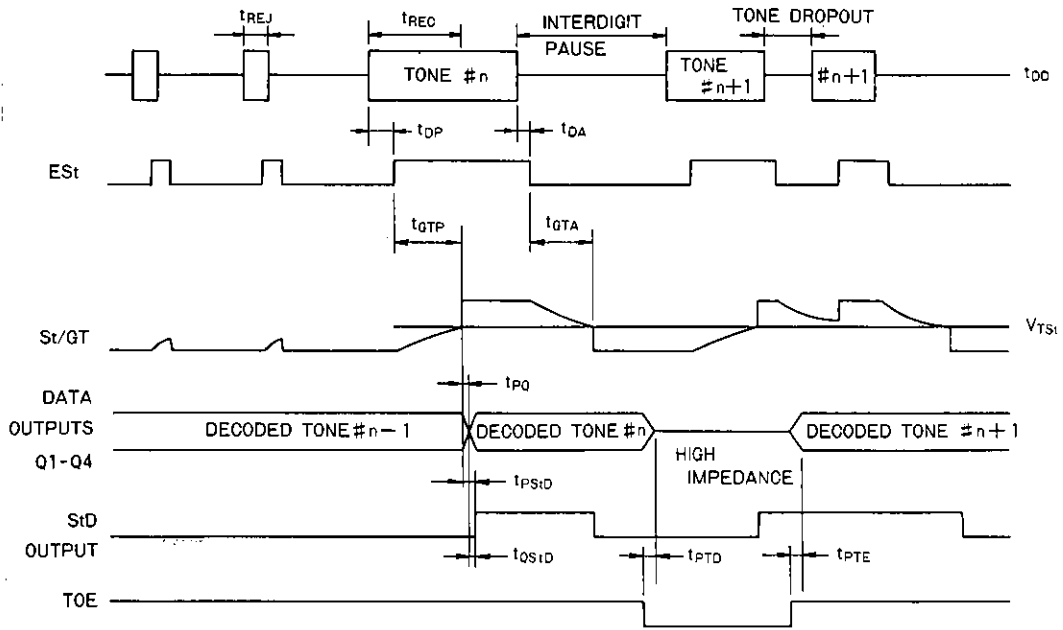 tREJ
tREC
INTERDIGIT
PAUSE
TONE DROPOUT
TONE #n
TONE
#n+1
#n+1
tDD
tDP
tDA
ESt
tGTP
tGTA
St/GT
VTSt
DATA
OUTPUTS
Q1-Q4
tPQ
DECODED TONE #n-1
DECODED TONE #n
DECODED TONE #n+1
HIGH
IMPEDANCE
tPStD
StD
OUTPUT
tQStD
tPTD
tPTE
TOE